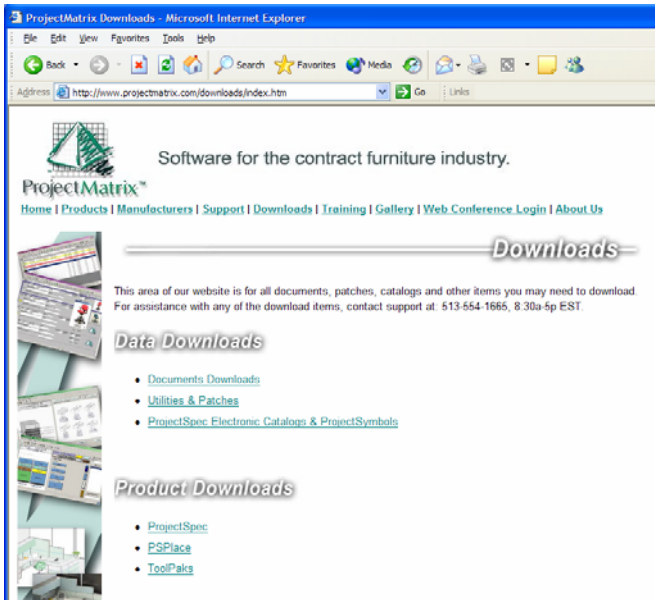 ProjectMatrix Downloads - Microsoft Internet Explorer
File Edit View Favorites Tools Help
Back Search Favorites Media
Address http://www.projectmatrix.com/downloads/index.htm Go Links
Software for the contract furniture industry.
ProjectMatrix™
Home | Products | Manufacturers | Support | Downloads | Training | Gallery | Web Conference Login | About Us
Downloads
This area of our website is for all documents, patches, catalogs and other items you may need to download.
For assistance with any of the download items, contact support at: 513-554-1665, 8:30a-5p EST.
Data Downloads
• Documents Downloads
• Utilities & Patches
• ProjectSpec Electronic Catalogs & ProjectSymbols
Product Downloads
• ProjectSpec
• PSPlace
• ToolPaks